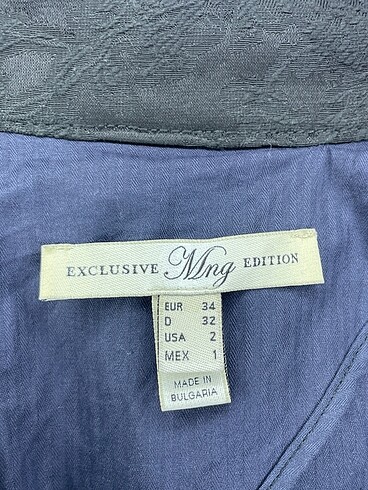 EXCLUSIVE Mng EDITION
EUR 34
D 32
USA 2
MEX 1
MADE IN
BULGARIA